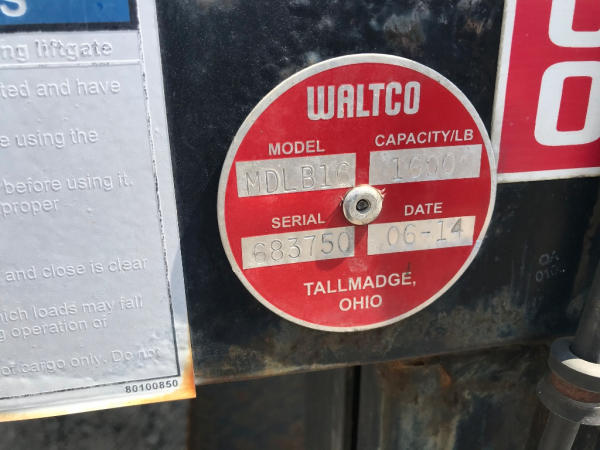 S
ng liftgate
ted and have
e using the
before using it.
proper
and close is clear
hich loads may fall
g operation of
of cargo only. Do not
80100850
WALTCO
MODEL CAPACITY/LB
MDLB16 1600
SERIAL DATE
683750 06-14
TALLMADGE,
OHIO